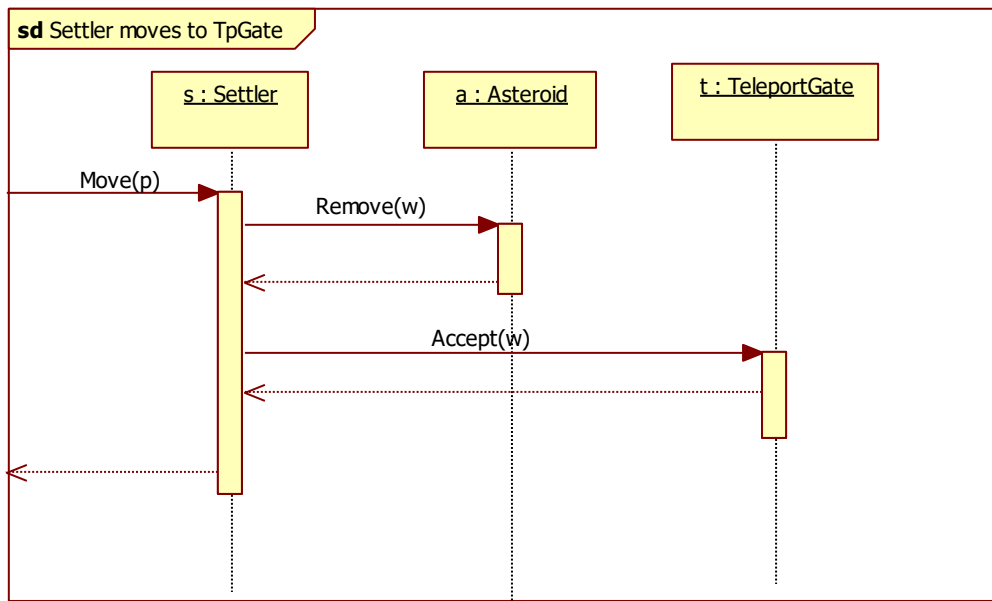 sd Settler moves to TpGate
s : Settler
a : Asteroid
t : TeleportGate
Move(p)
Remove(w)
Accept(w)